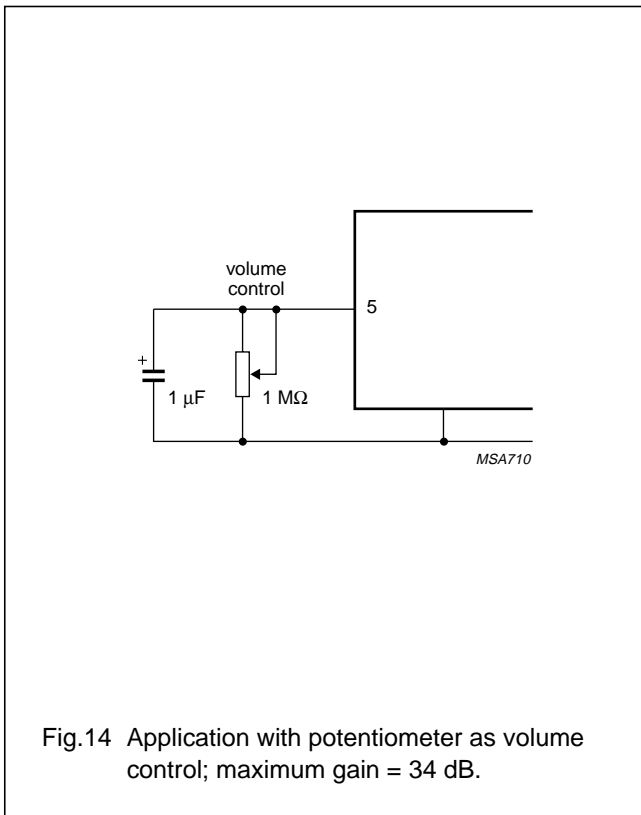 volume
control
5
+
1 μF
1 MΩ
MSA710
Fig.14 Application with potentiometer as volume
control; maximum gain = 34 dB.